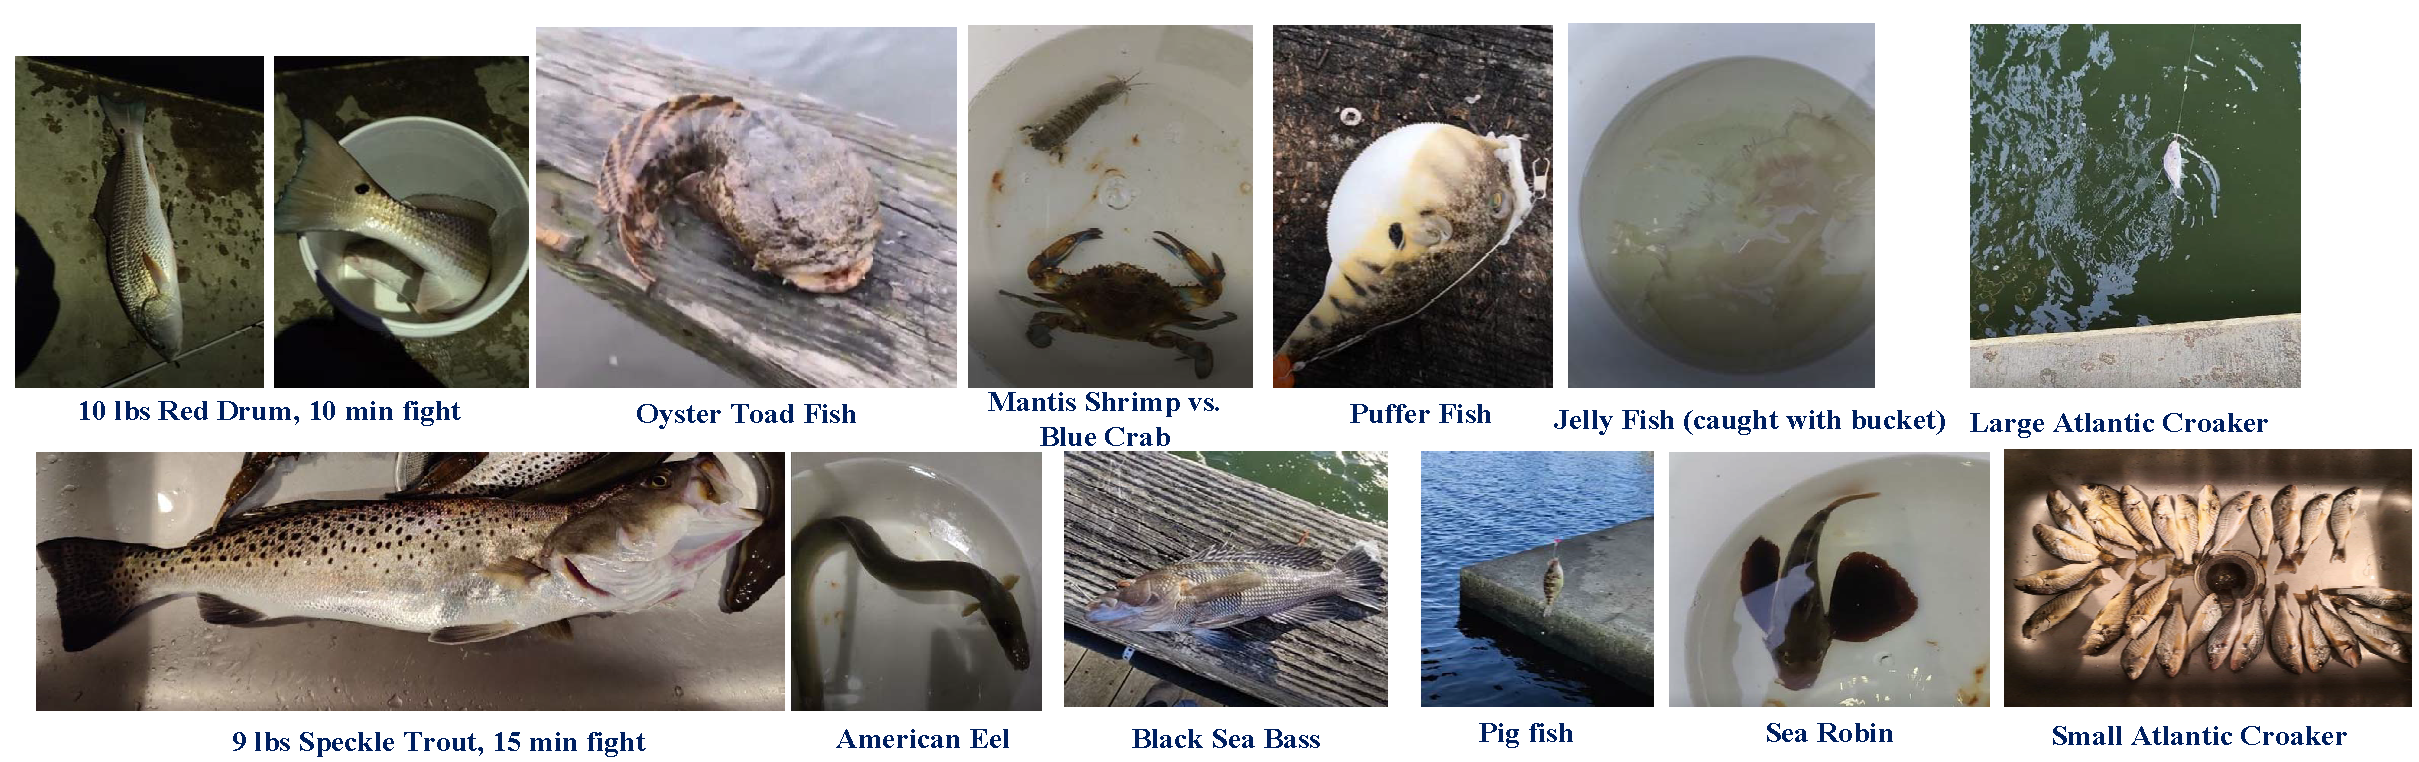 10 lbs Red Drum, 10 min fight
Oyster Toad Fish
Mantis Shrimp vs.
Blue Crab
Puffer Fish
Jelly Fish (caught with bucket)
Large Atlantic Croaker
9 lbs Speckle Trout, 15 min fight
American Eel
Black Sea Bass
Pig fish
Sea Robin
Small Atlantic Croaker